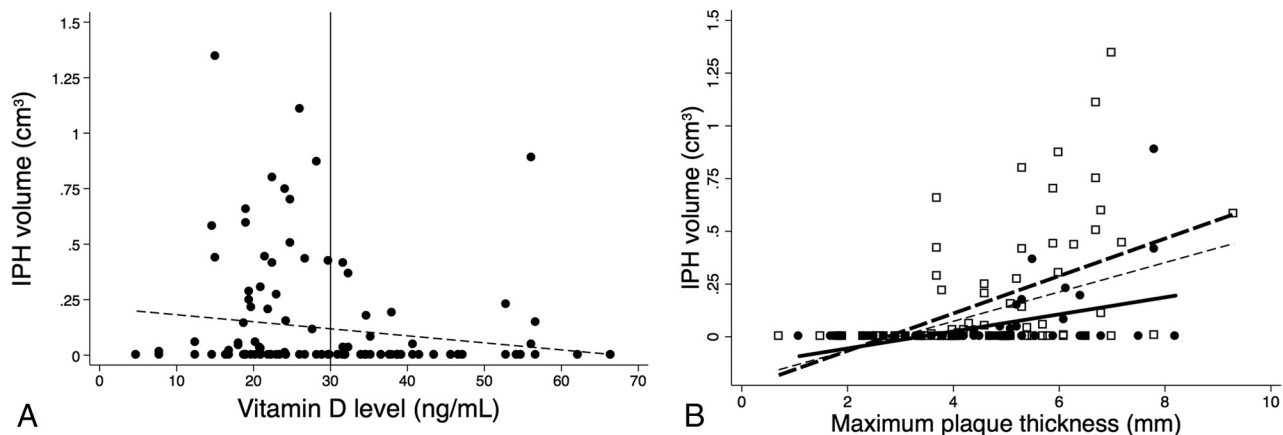 1.5
1.25
1
.75
.5
.25
0
IPH volume (cm³)
0 10 20 30 40 50 60 70
Vitamin D level (ng/mL)
A
1.5
1.25
1
.75
.5
.25
0
IPH volume (cm³)
0 2 4 6 8 10
Maximum plaque thickness (mm)
B